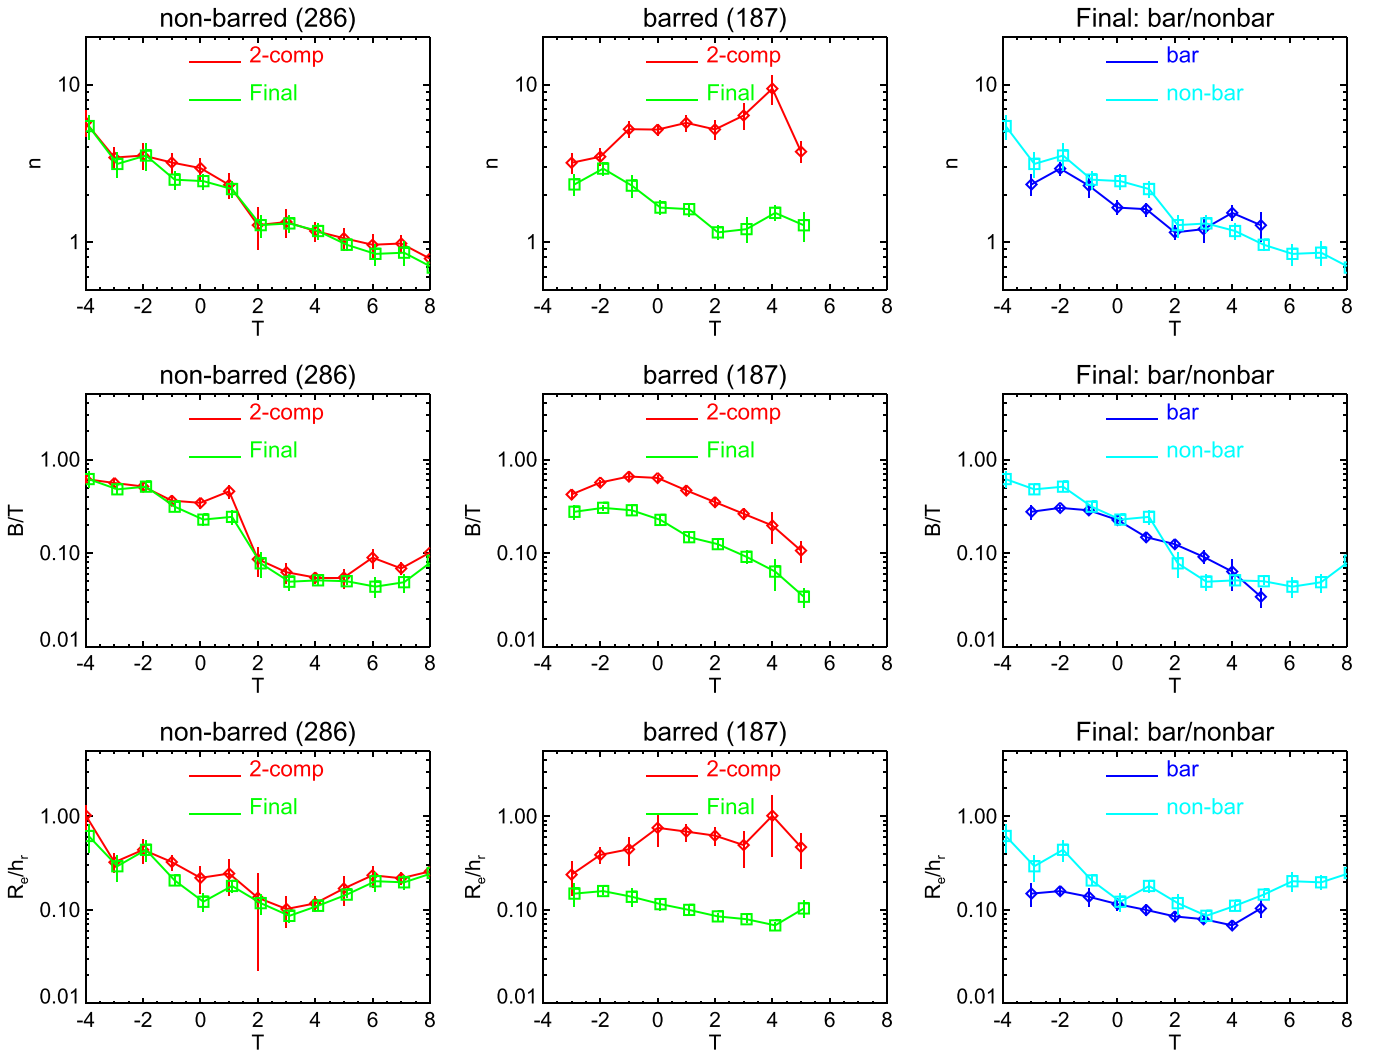 non-barred (286)
2-comp
Final
10
1
n
-4 -2 0 2 4 6 8
T
barred (187)
2-comp
Final
10
1
n
-4 -2 0 2 4 6 8
T
Final: bar/nonbar
bar
non-bar
10
1
n
-4 -2 0 2 4 6 8
T
non-barred (286)
2-comp
Final
1.00
0.10
0.01
B/T
-4 -2 0 2 4 6 8
T
barred (187)
2-comp
Final
1.00
0.10
0.01
B/T
-4 -2 0 2 4 6 8
T
Final: bar/nonbar
bar
non-bar
1.00
0.10
0.01
B/T
-4 -2 0 2 4 6 8
T
non-barred (286)
2-comp
Final
1.00
0.10
0.01
Re/hr
-4 -2 0 2 4 6 8
T
barred (187)
2-comp
Final
1.00
0.10
0.01
Re/hr
-4 -2 0 2 4 6 8
T
Final: bar/nonbar
bar
non-bar
1.00
0.10
0.01
Re/hr
-4 -2 0 2 4 6 8
T